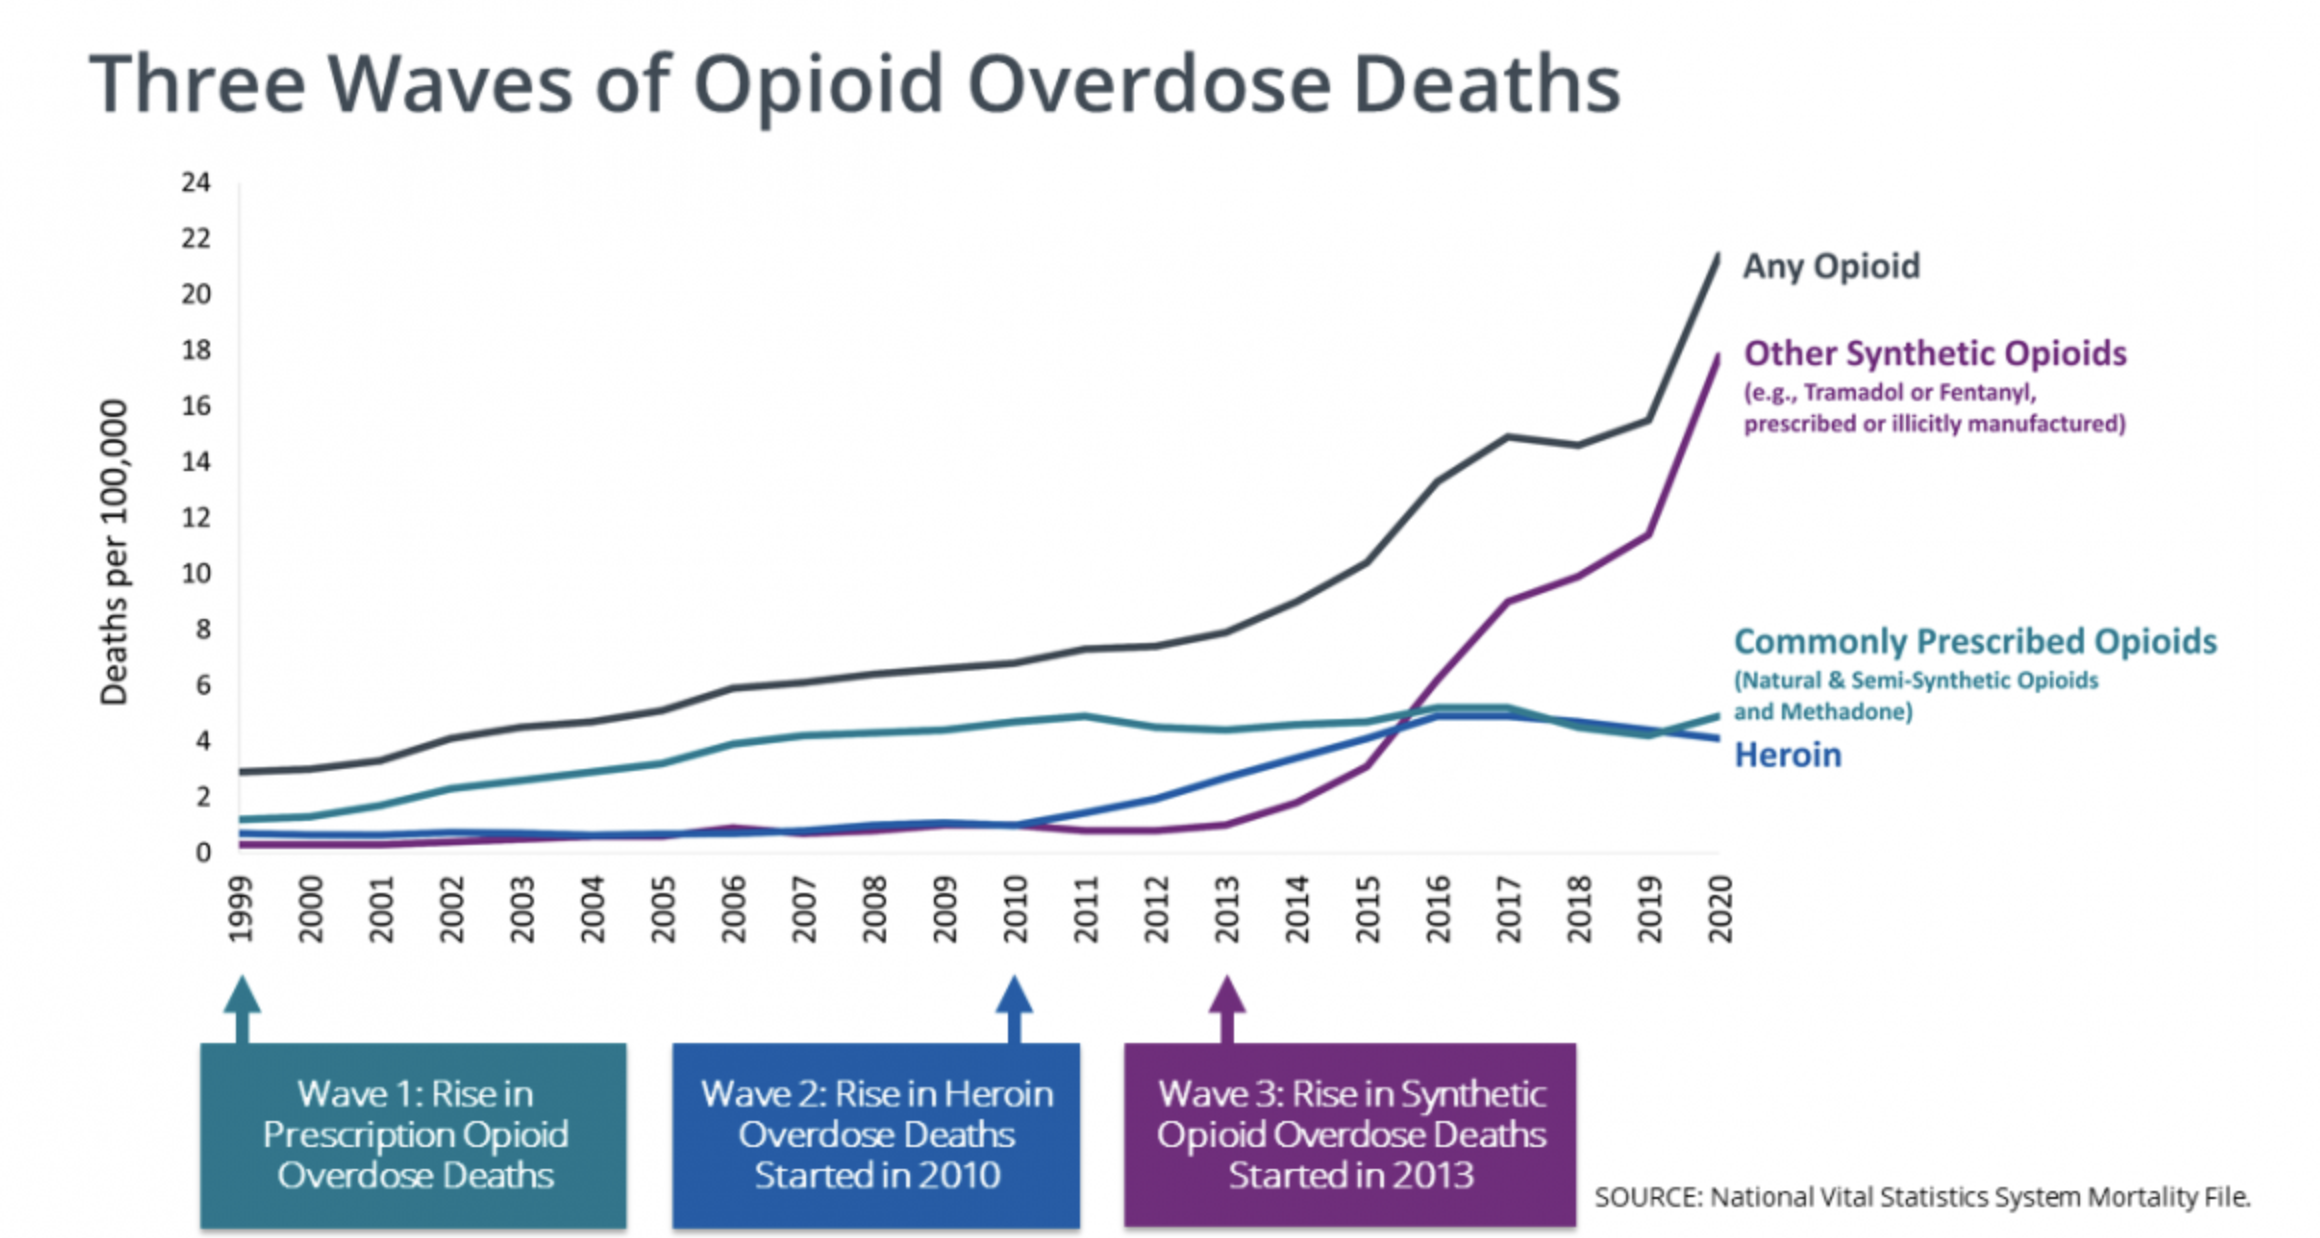 Three Waves of Opioid Overdose Deaths
24
22
20
18
16
14
12
10
8
6
4
2
0
Deaths per 100,000
Any Opioid
Other Synthetic Opioids
(e.g., Tramadol or Fentanyl,
prescribed or illicitly manufactured)
Commonly Prescribed Opioids
(Natural & Semi-Synthetic Opioids
and Methadone)
Heroin
1999
2000
2001
2002
2003
2004
2005
2006
2007
2008
2009
2010
2011
2012
2013
2014
2015
2016
2017
2018
2019
2020
Wave 1: Rise in
Prescription Opioid
Overdose Deaths
Wave 2: Rise in Heroin
Overdose Deaths
Started in 2010
Wave 3: Rise in Synthetic
Opioid Overdose Deaths
Started in 2013
SOURCE: National Vital Statistics System Mortality File.